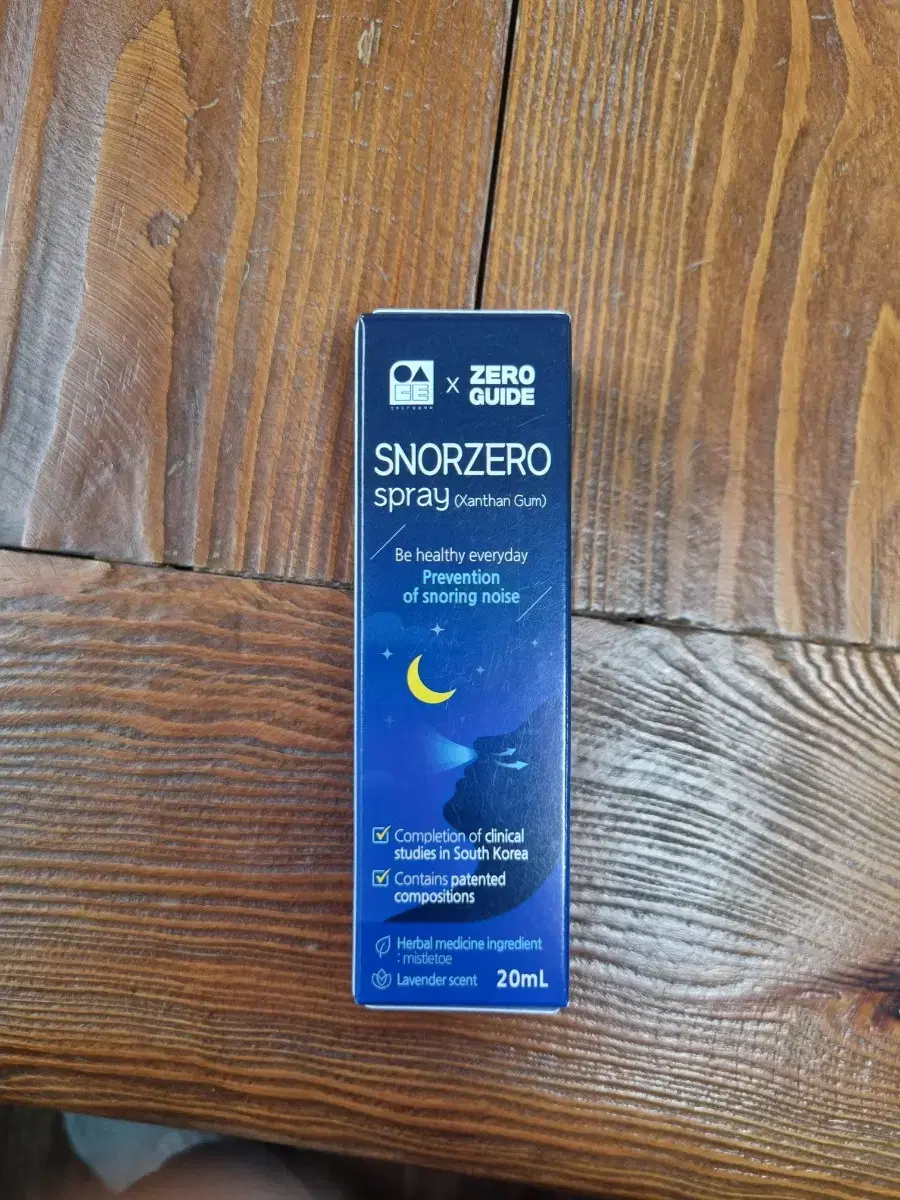 x ZERO
GUIDE
SNORZERO
spray (Xanthan Gum)
Be healthy everyday
Prevention
of snoring noise
Completion of clinical
studies in South Korea
Contains patented
compositions
Herbal medicine ingredient
: mistletoe
Lavender scent 20mL